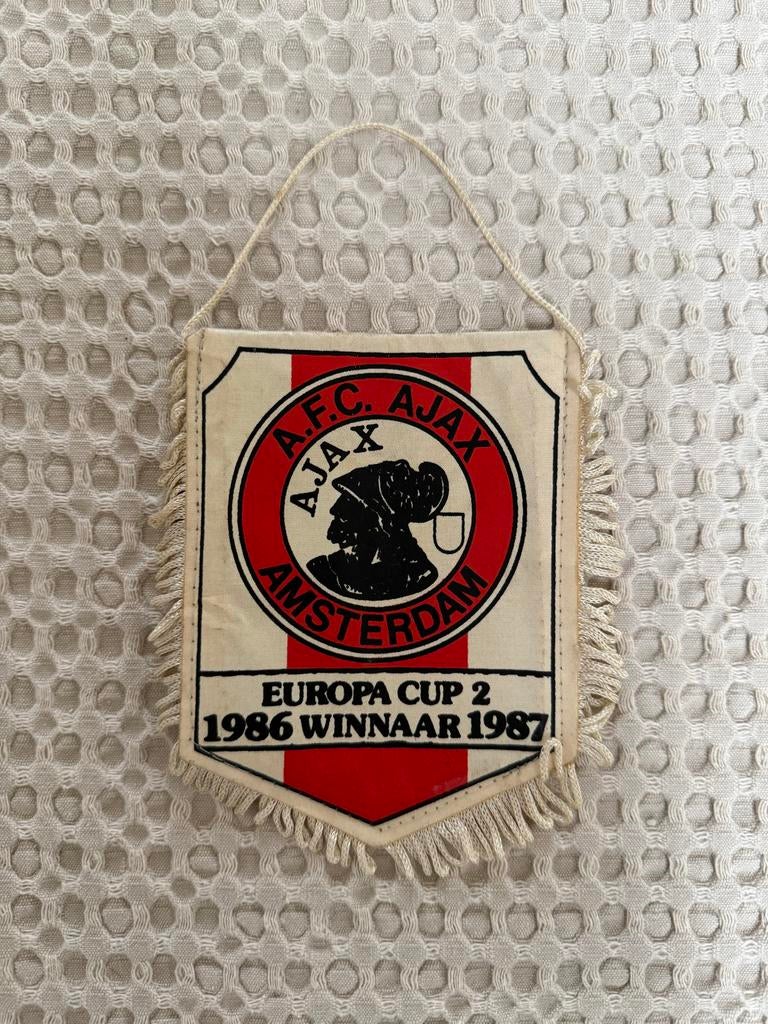 A.F.C. AJAX
AJAX
AMSTERDAM
EUROPA CUP 2
1986 WINNAAR 1987